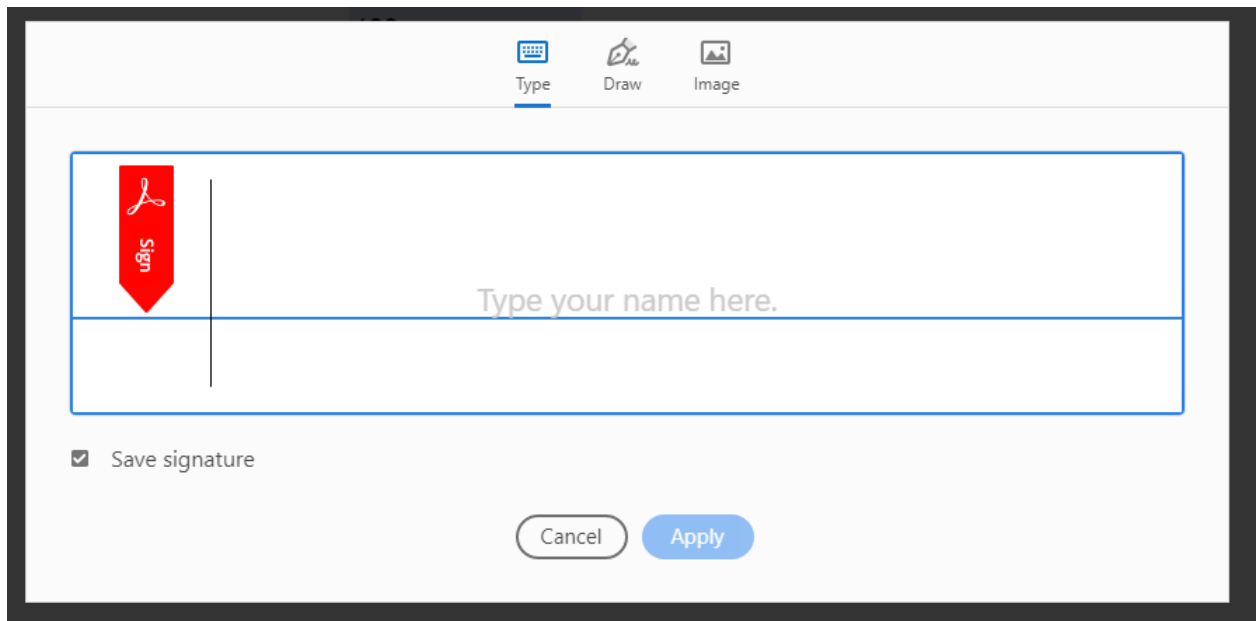 Type Draw Image
Sign
Type your name here.
Save signature
Cancel Apply